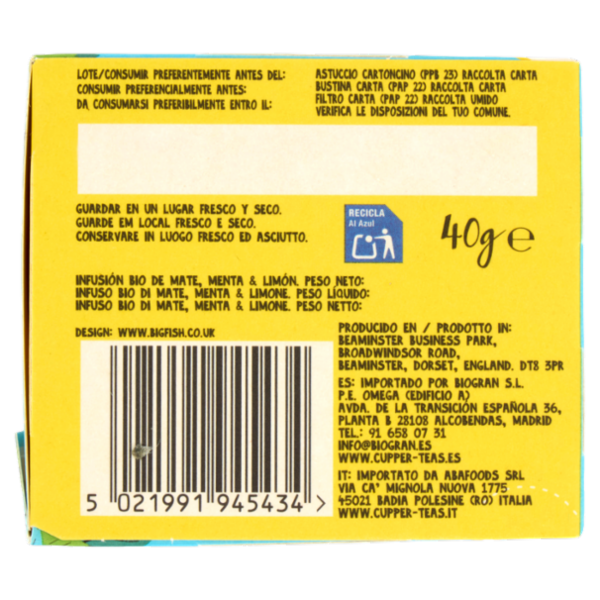 LOTE/CONSUMIR PREFERENTEMENTE ANTES DEL:
CONSUMIR PREFERENCIALMENTE ANTES:
DA CONSUMARSI PREFERIBILMENTE ENTRO IL:
ASTUCCIO CARTONCINO (PPB 23) RACCOLTA CARTA
BUSTINA CARTA (PAP 22) RACCOLTA CARTA
FILTRO CARTA (PAP 22) RACCOLTA UMIDO
VERIFICA LE DISPOSIZIONI DEL TUO COMUNE.
GUARDAR EN UN LUGAR FRESCO Y SECO.
GUARDE EM LOCAL FRESCO E SECO.
CONSERVARE IN LUOGO FRESCO ED ASCIUTTO.
RECICLA
Al Azul
40g e
INFUSIÓN BIO DE MATE, MENTA & LIMÓN. PESO NETO:
INFUSO BIO DI MATE, MENTA & LIMONE. PESO LÍQUIDO:
INFUSO BIO DI MATE, MENTA & LIMONE. PESO NETTO:
DESIGN: WWW.BIGFISH.CO.UK
5 021991 945434 >
PRODUCIDO EN / PRODOTTO IN:
BEAMINSTER BUSINESS PARK,
BROADWINDSOR ROAD,
BEAMINSTER, DORSET, ENGLAND. DT8 3PR
ES: IMPORTADO POR BIOGRAN S.L.
P.E. OMEGA (EDIFICIO A)
AVDA. DE LA TRANSICIÓN ESPAÑOLA 36,
PLANTA B 28108 ALCOBENDAS, MADRID
TEL.: 91 658 07 31
INFO@BIOGRAN.ES
WWW.CUPPER-TEAS.ES
IT: IMPORTATO DA ABAFOODS SRL
VIA CA' MIGNOLA NUOVA 1775
45021 BADIA POLESINE (RO) ITALIA
WWW.CUPPER-TEAS.IT